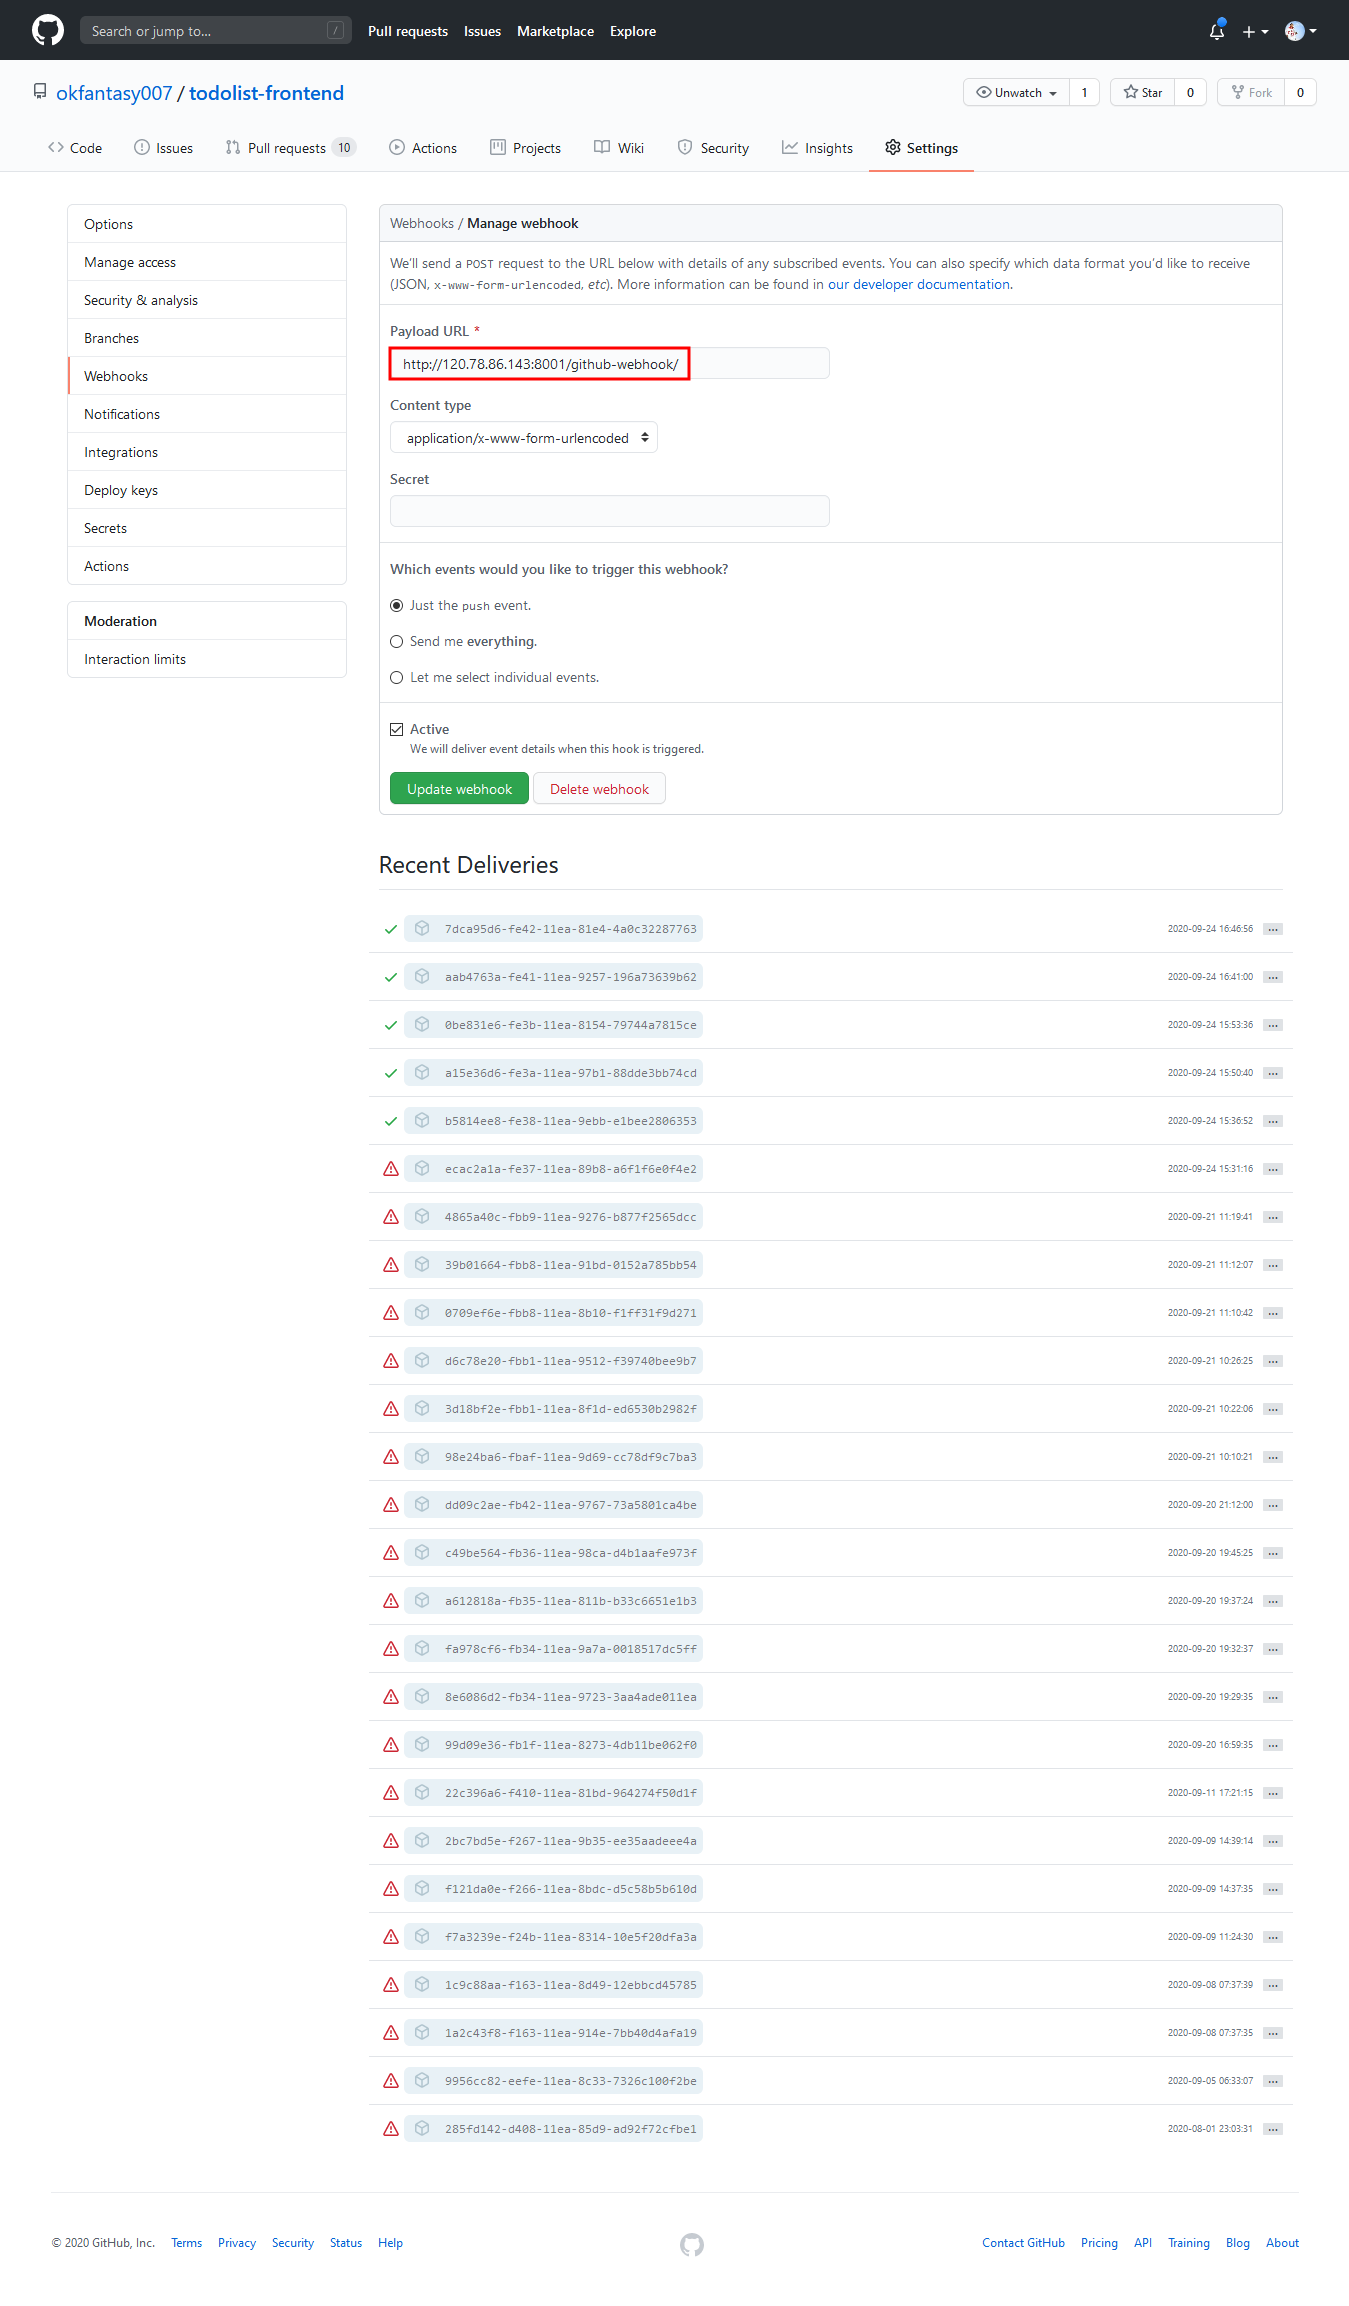 Search or jump to... /
Pull requests Issues Marketplace Explore
okfantasy007 / todolist-frontend
Unwatch 1 Star 0 Fork 0
Code Issues Pull requests 10 Actions Projects Wiki Security Insights Settings
Options
Manage access
Security & analysis
Branches
Webhooks
Notifications
Integrations
Deploy keys
Secrets
Actions
Moderation
Interaction limits
Webhooks / Manage webhook
We'll send a POST request to the URL below with details of any subscribed events. You can also specify which data format you'd like to receive
(JSON, x-www-form-urlencoded, etc). More information can be found in our developer documentation.
Payload URL *
http://120.78.86.143:8001/github-webhook/
Content type
application/x-www-form-urlencoded
Secret
Which events would you like to trigger this webhook?
Just the push event.
Send me everything.
Let me select individual events.
Active
We will deliver event details when this hook is triggered.
Update webhook Delete webhook
Recent Deliveries
7dca95d6-fe42-11ea-81e4-4a0c32287763 2020-09-24 16:46:56 ...
aab4763a-fe41-11ea-9257-196a73639b62 2020-09-24 16:41:00 ...
0be831e6-fe3b-11ea-8154-79744a7815ce 2020-09-24 15:53:36 ...
a15e36d6-fe3a-11ea-97b1-88dde3bb74cd 2020-09-24 15:50:40 ...
b5814ee8-fe38-11ea-9ebb-e1bee2806353 2020-09-24 15:36:52 ...
ecac2a1a-fe37-11ea-89b8-a6f1f6e0f4e2 2020-09-24 15:31:16 ...
4865a40c-fbb9-11ea-9276-b877f2565dcc 2020-09-21 11:19:41 ...
39b01664-fbb8-11ea-91bd-0152a785bb54 2020-09-21 11:12:07 ...
0709ef6e-fbb8-11ea-8b10-f1ff31f9d271 2020-09-21 11:10:42 ...
d6c78e20-fbb1-11ea-9512-f39740bee9b7 2020-09-21 10:26:25 ...
3d18bf2e-fbb1-11ea-8f1d-ed6530b2982f 2020-09-21 10:22:06 ...
98e24ba6-fbaf-11ea-9d69-cc78df9c7ba3 2020-09-21 10:10:21 ...
dd09c2ae-fb42-11ea-9767-73a5801ca4be 2020-09-20 21:12:00 ...
c49be564-fb36-11ea-98ca-d4b1aafe973f 2020-09-20 19:45:25 ...
a612818a-fb35-11ea-811b-b33c6651e1b3 2020-09-20 19:37:24 ...
fa978cf6-fb34-11ea-9a7a-0018517dc5ff 2020-09-20 19:32:37 ...
8e6086d2-fb34-11ea-9723-3aa4ade011ea 2020-09-20 19:29:35 ...
99d09e36-fb1f-11ea-8273-4db11be062f0 2020-09-20 16:59:35 ...
22c396a6-f410-11ea-81bd-964274f50d1f 2020-09-11 17:21:15 ...
2bc7bd5e-f267-11ea-9b35-ee35aadeee4a 2020-09-09 14:39:14 ...
f121da0e-f266-11ea-8bdc-d5c58b5b610d 2020-09-09 14:37:35 ...
f7a3239e-f24b-11ea-8314-10e5f20dfa3a 2020-09-09 11:24:30 ...
1c9c88aa-f163-11ea-8d49-12ebbcd45785 2020-09-08 07:37:39 ...
1a2c43f8-f163-11ea-914e-7bb40d4afa19 2020-09-08 07:37:35 ...
9956cc82-eefe-11ea-8c33-7326c100f2be 2020-09-05 06:33:07 ...
285fd142-d408-11ea-85d9-ad92f72cfbe1 2020-08-01 23:03:31 ...
© 2020 GitHub, Inc. Terms Privacy Security Status Help Contact GitHub Pricing API Training Blog About